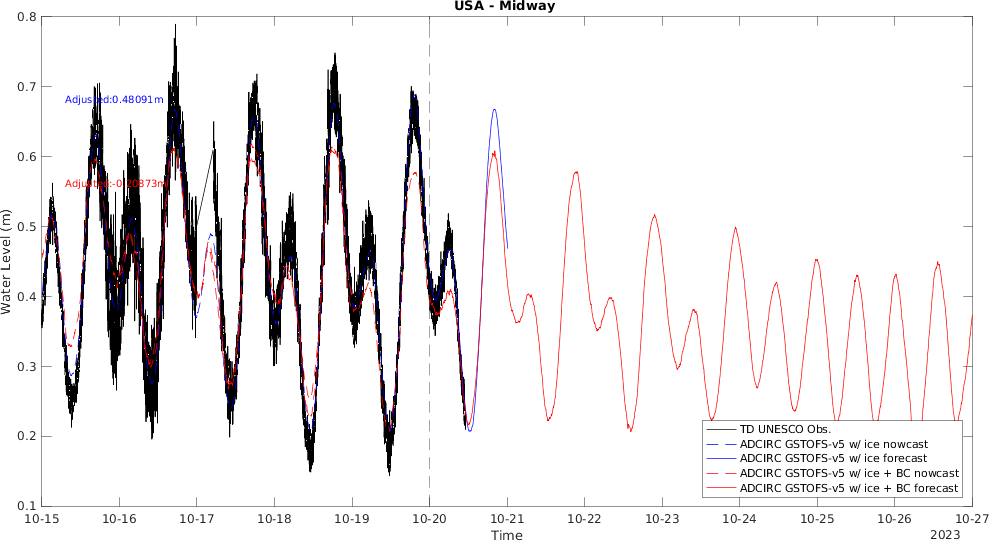 USA - Midway
0.8
0.7
0.6
0.5
0.4
0.3
0.2
0.1
Water Level (m)
Adjusted:0.48091m
TD UNESCO Obs.
ADCIRC GSTOFS-v5 w/ ice nowcast
ADCIRC GSTOFS-v5 w/ ice forecast
ADCIRC GSTOFS-v5 w/ ice + BC nowcast
ADCIRC GSTOFS-v5 w/ ice + BC forecast
10-15 10-16 10-17 10-18 10-19 10-20 10-21 10-22 10-23 10-24 10-25 10-26 10-27
Time
2023